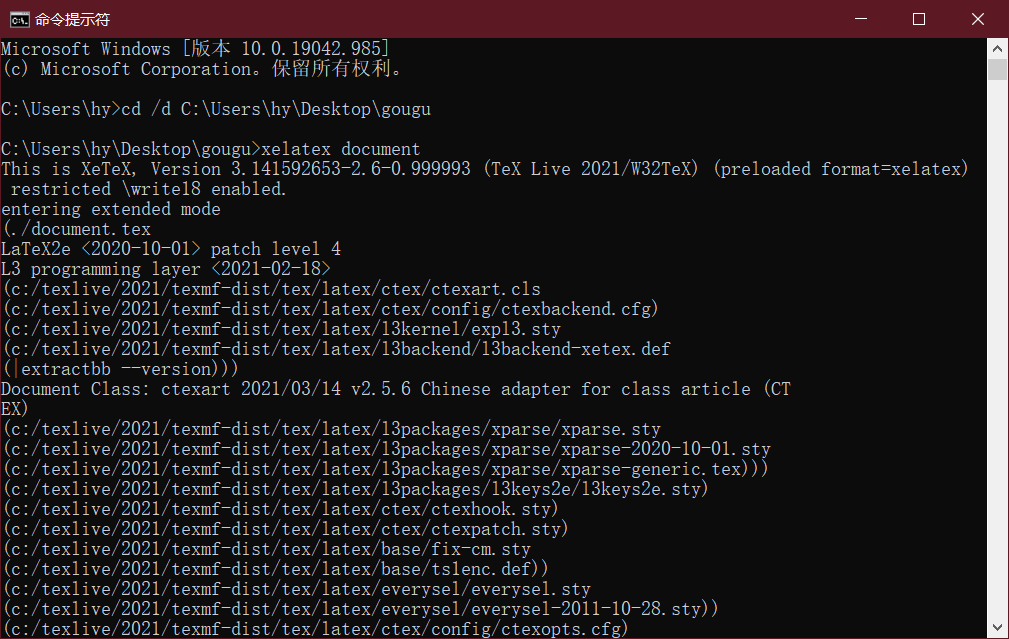 命令提示符
Microsoft Windows [版本 10.0.19042.985]
(c) Microsoft Corporation。保留所有权利。
C:\Users\hy>cd /d C:\Users\hy\Desktop\gougu
C:\Users\hy\Desktop\gougu>xelatex document
This is XeTeX, Version 3.141592653-2.6-0.999993 (TeX Live 2021/W32TeX) (preloaded format=xelatex)
 restricted \write18 enabled.
entering extended mode
(./document.tex
LaTeX2e <2020-10-01> patch level 4
L3 programming layer <2021-02-18>
(c:/texlive/2021/texmf-dist/tex/latex/ctex/ctexart.cls
(c:/texlive/2021/texmf-dist/tex/latex/ctex/config/ctexbackend.cfg)
(c:/texlive/2021/texmf-dist/tex/latex/l3kernel/expl3.sty
(c:/texlive/2021/texmf-dist/tex/latex/l3backend/l3backend-xetex.def
(|extractbb --version)))
Document Class: ctexart 2021/03/14 v2.5.6 Chinese adapter for class article (CT
EX)
(c:/texlive/2021/texmf-dist/tex/latex/l3packages/xparse/xparse.sty
(c:/texlive/2021/texmf-dist/tex/latex/l3packages/xparse/xparse-2020-10-01.sty
(c:/texlive/2021/texmf-dist/tex/latex/l3packages/xparse/xparse-generic.tex)))
(c:/texlive/2021/texmf-dist/tex/latex/l3packages/l3keys2e/l3keys2e.sty)
(c:/texlive/2021/texmf-dist/tex/latex/ctex/ctexhook.sty)
(c:/texlive/2021/texmf-dist/tex/latex/ctex/ctexpatch.sty)
(c:/texlive/2021/texmf-dist/tex/latex/base/fix-cm.sty
(c:/texlive/2021/texmf-dist/tex/latex/base/ts1enc.def))
(c:/texlive/2021/texmf-dist/tex/latex/everysel/everysel.sty
(c:/texlive/2021/texmf-dist/tex/latex/everysel/everysel-2011-10-28.sty))
(c:/texlive/2021/texmf-dist/tex/latex/ctex/config/ctexopts.cfg)